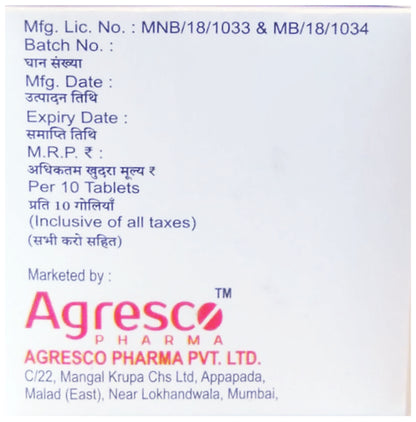 Mfg. Lic. No. : MNB/18/1033 & MB/18/1034
Batch No. :
घान संख्या
Mfg. Date :
उत्पादन तिथि
Expiry Date :
समाप्ति तिथि
M.R.P. ₹ :
अधिकतम खुदरा मूल्य ₹
Per 10 Tablets
प्रति 10 गोलियाँ
(Inclusive of all taxes)
(सभी करो सहित)
Marketed by :
Agresco™
PHARMA
AGRESCO PHARMA PVT. LTD.
C/22, Mangal Krupa Chs Ltd, Appapada,
Malad (East), Near Lokhandwala, Mumbai,